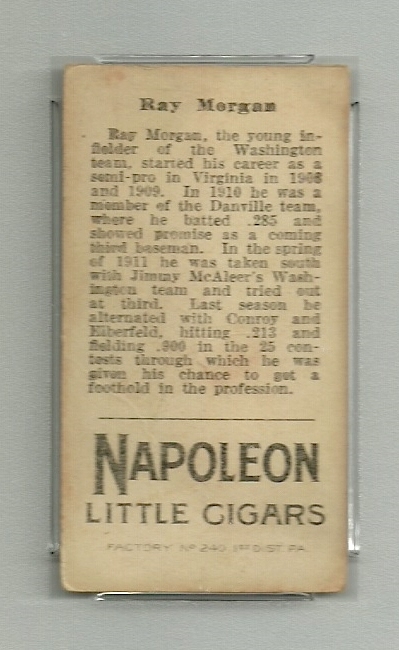 Ray Morgan
Ray Morgan, the young in-
fielder of the Washington
team, started his career as a
semi-pro in Virginia in 1908
and 1909. In 1910 he was a
member of the Danville team,
where he batted .285 and
showed promise as a coming
third baseman. In the spring
of 1911 he was taken south
with Jimmy McAleer's Wash-
ington team and tried out
at third. Last season he
alternated with Conroy and
Elberfeld, hitting .213 and
fielding .900 in the 25 con-
tests through which he was
given his chance to get a
foothold in the profession.
NAPOLEON
LITTLE CIGARS
FACTORY Nº 240 1ST DIST. PA.